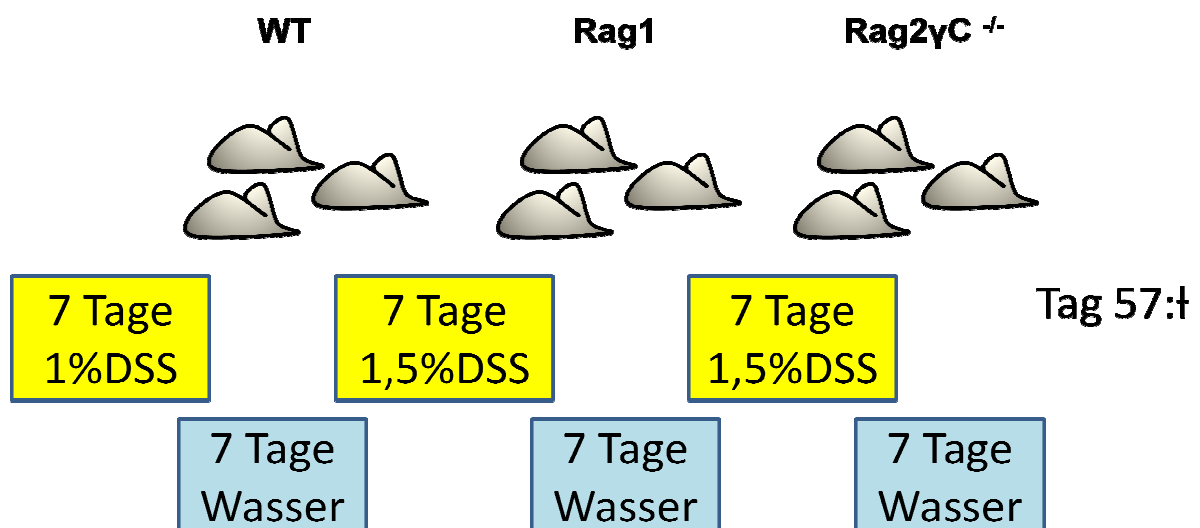 WT Rag1 Rag2γC -/-
7 Tage 7 Tage 7 Tage Tag 57:ƚ
1%DSS 1,5%DSS 1,5%DSS
7 Tage 7 Tage 7 Tage
Wasser Wasser Wasser